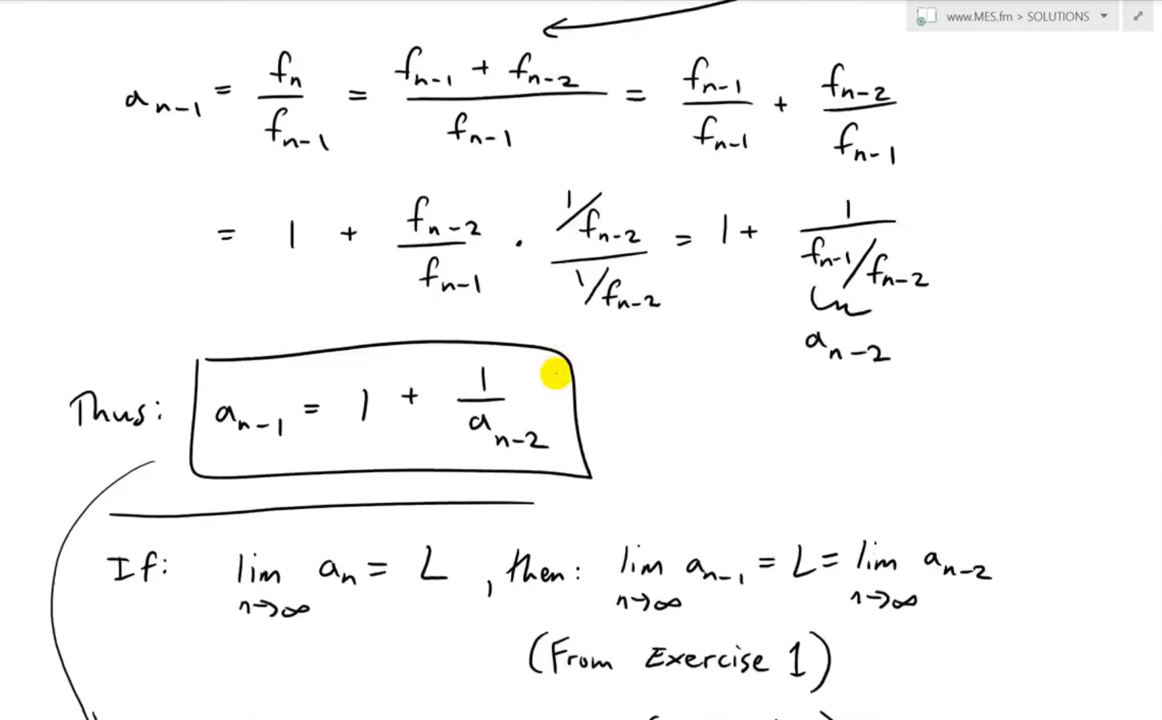 www.MES.fm > SOLUTIONS
a_{n-1} = f_n / f_{n-1} = (f_{n-1} + f_{n-2}) / f_{n-1} = f_{n-1} / f_{n-1} + f_{n-2} / f_{n-1}
= 1 + f_{n-2} / f_{n-1} · (1/f_{n-2}) / (1/f_{n-2}) = 1 + 1 / (f_{n-1}/f_{n-2})
a_{n-2}
Thus: a_{n-1} = 1 + 1 / a_{n-2}
If: lim_{n→∞} a_n = L, then: lim_{n→∞} a_{n-1} = L = lim_{n→∞} a_{n-2}
(From Exercise 1)